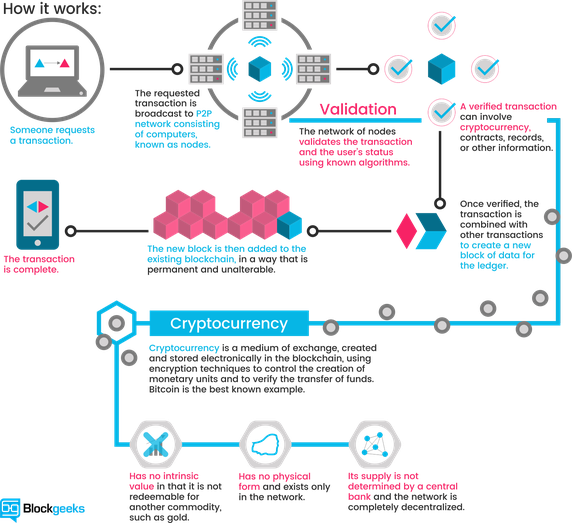 How it works:
Someone requests
a transaction.
The requested
transaction is
broadcast to P2P
network consisting
of computers,
known as nodes.
Validation
The network of nodes
validates the transaction
and the user's status
using known algorithms.
A verified transaction
can involve
cryptocurrency,
contracts, records,
or other information.
Once verified, the
transaction is
combined with
other transactions
to create a new
block of data for
the ledger.
The new block is then added to the
existing blockchain, in a way that is
permanent and unalterable.
The transaction
is complete.
Cryptocurrency
Cryptocurrency is a medium of exchange, created
and stored electronically in the blockchain, using
encryption techniques to control the creation of
monetary units and to verify the transfer of funds.
Bitcoin is the best known example.
Has no intrinsic
value in that it is not
redeemable for
another commodity,
such as gold.
Has no physical
form and exists only
in the network.
Its supply is not
determined by a central
bank and the network is
completely decentralized.
Blockgeeks